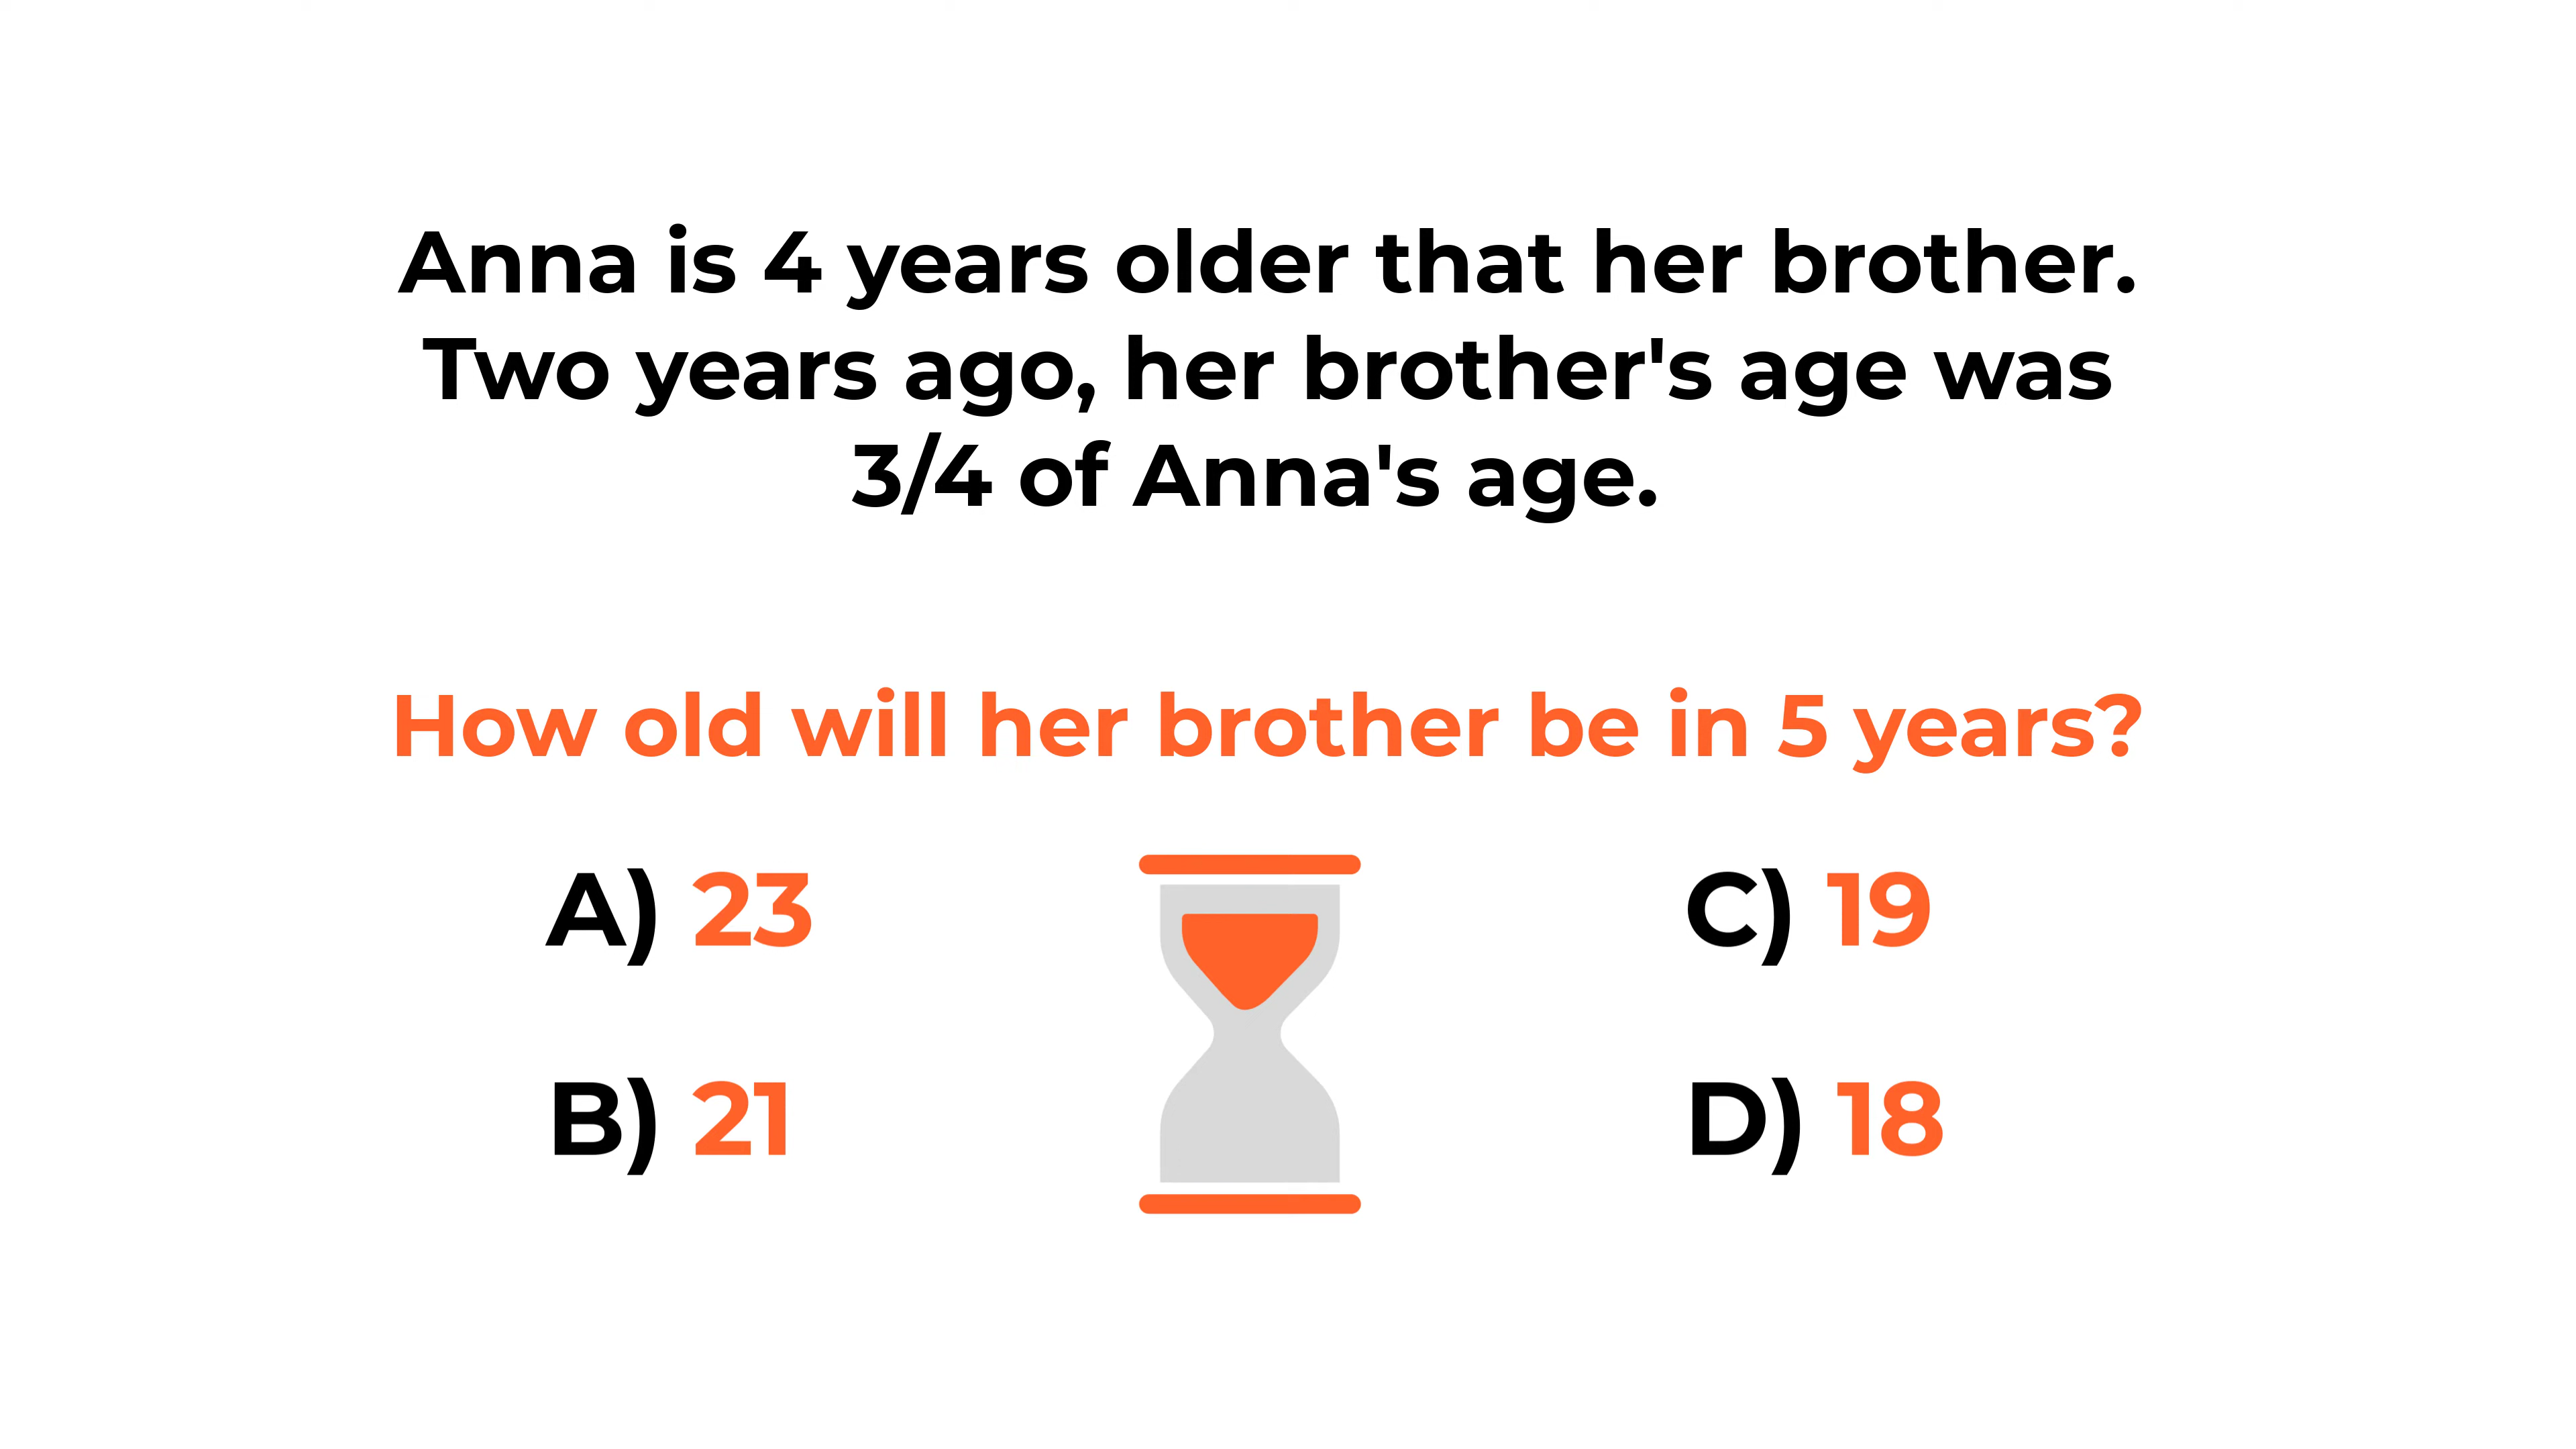 Anna is 4 years older that her brother.
Two years ago, her brother's age was
3/4 of Anna's age.
How old will her brother be in 5 years?
A) 23
C) 19
B) 21
D) 18